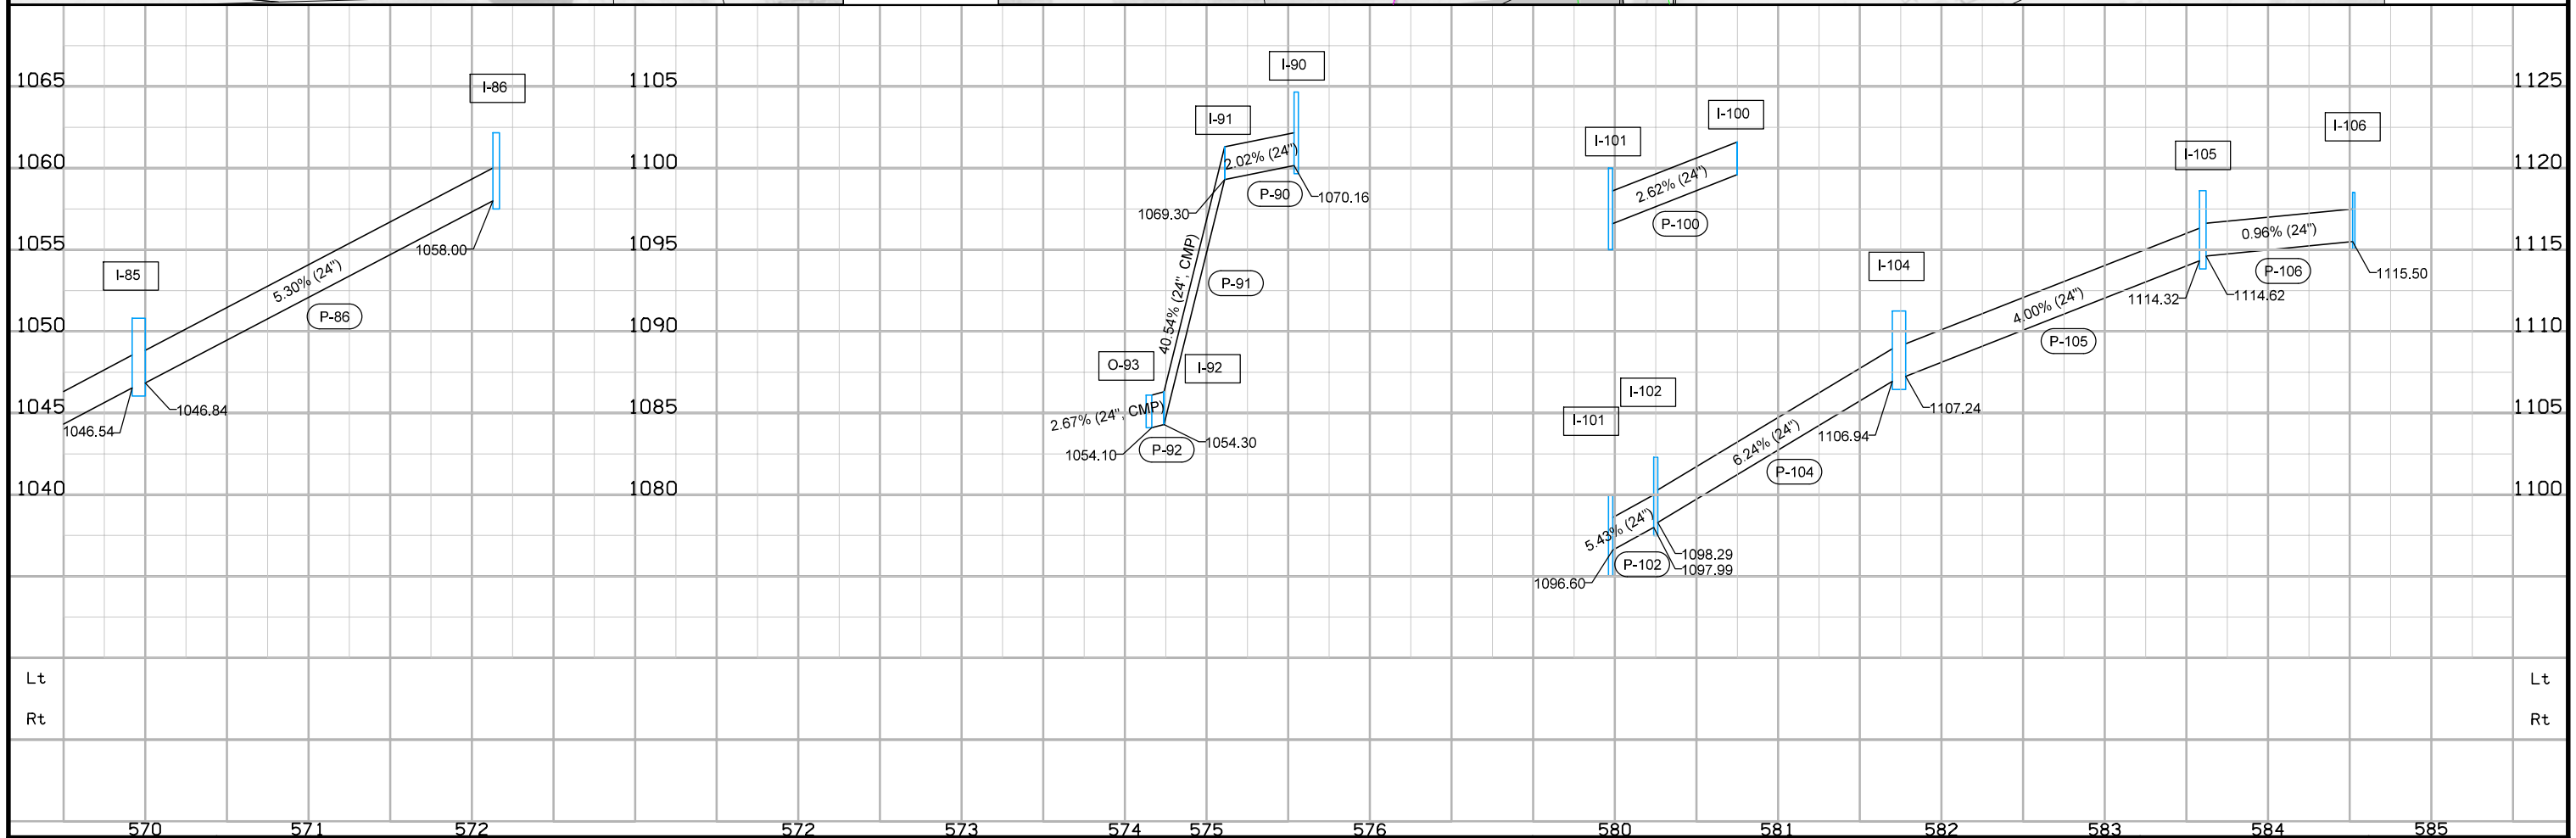 I-90
1065
I-86
1105
1125
I-91
I-100
I-106
I-101
2.02% (24")
I-105
1060
1100
1120
2.62% (24")
P-90
1070.16
1069.30
P-100
0.96% (24")
1058.00
1055
1095
1115
I-85
I-104
P-106
1115.50
5.30% (24")
40.54% (24", CMP)
P-91
1114.32
1114.62
4.00% (24")
P-86
1050
1090
1110
P-105
O-93
I-92
I-102
1046.84
1045
1085
1105
2.67% (24", CMP)
1107.24
I-101
1046.54
1054.10
P-92
1054.30
6.24% (24")
1106.94
P-104
1040
1080
1100
5.43% (24")
1098.29
P-102
1097.99
1096.60
Lt
Lt
Rt
Rt
570 571 572 572 573 574 575 576 580 581 582 583 584 585